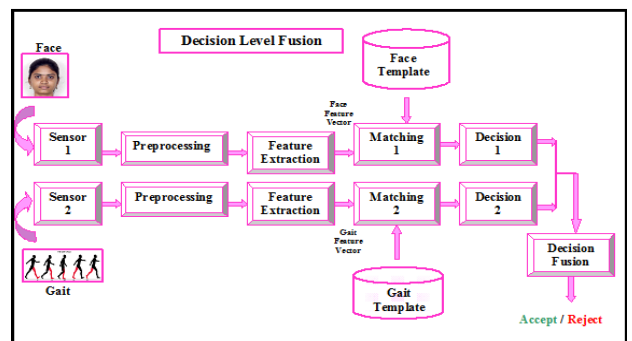 Decision Level Fusion
Face
Face
Template
Face
Feature
Vector
Sensor
1
Preprocessing
Feature
Extraction
Matching
1
Decision
1
Sensor
2
Preprocessing
Feature
Extraction
Matching
2
Decision
2
Gait
Feature
Vector
Decision
Fusion
Gait
Gait
Template
Accept / Reject